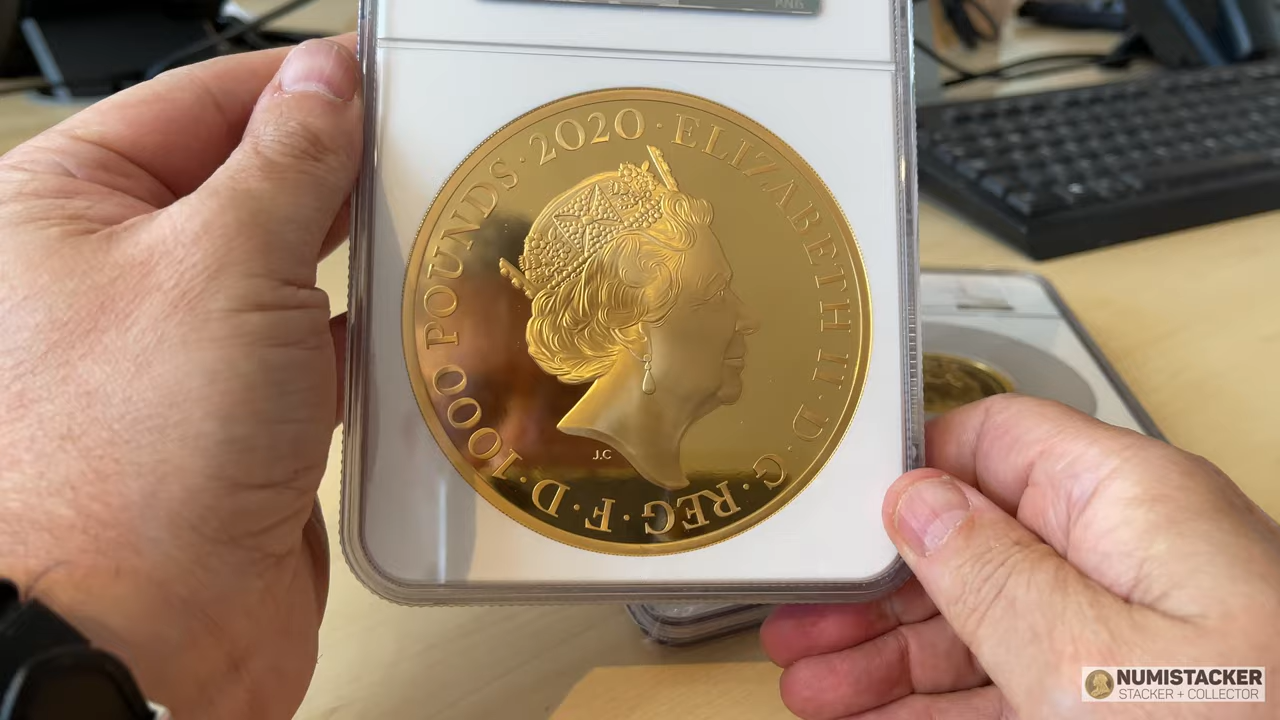 ELIZABETH II · D · G · REG · F · D · 1000 POUNDS · 2020 ·
J.C
NUMISTACKER
STACKER + COLLECTOR